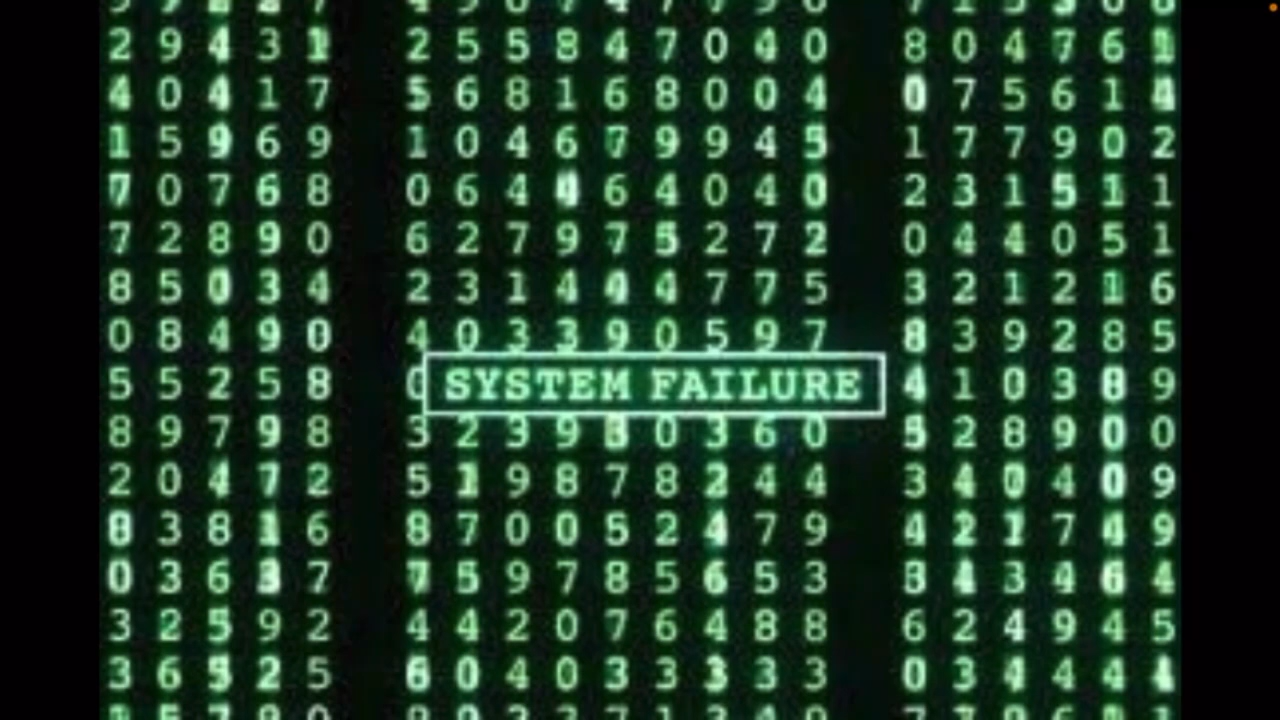 2 9 4 3 1 2 5 5 8 4 7 0 4 0 8 0 4 7 6 1
4 0 4 1 7 5 6 8 1 6 8 0 0 4 0 7 5 6 1 4
1 5 9 6 9 1 0 4 6 7 9 9 4 5 1 7 7 9 0 2
7 0 7 6 8 0 6 4 4 6 4 0 4 0 2 3 1 5 1 1
7 2 8 9 0 6 2 7 9 7 5 2 7 2 0 4 4 0 5 1
8 5 0 3 4 2 3 1 4 4 4 7 7 5 3 2 1 2 1 6
0 8 4 9 0 4 0 3 3 9 0 5 9 7 8 3 9 2 8 5
5 5 2 5 8 0 SYSTEM FAILURE 4 1 0 3 8 9
8 9 7 9 8 3 2 3 9 8 0 3 6 0 5 2 8 9 0 0
2 0 4 7 2 5 1 9 8 7 8 2 4 4 3 4 0 4 0 9
8 3 8 1 6 8 7 0 0 5 2 4 7 9 4 2 1 7 4 9
0 3 6 3 7 7 5 9 7 8 5 6 5 3 8 4 3 4 6 4
3 2 5 9 2 4 4 2 0 7 6 4 8 8 6 2 4 9 4 5
3 6 5 2 5 6 0 4 0 3 3 3 3 3 0 3 4 4 4 4